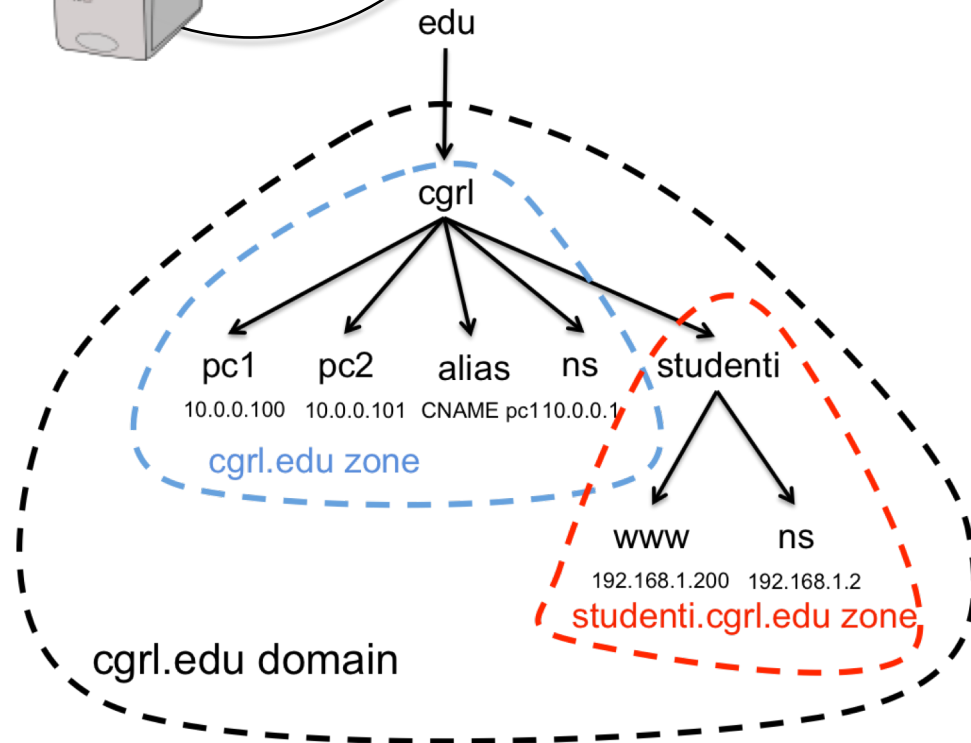 edu
cgrl
pc1 pc2 alias ns studenti
10.0.0.100 10.0.0.101 CNAME pc1 10.0.0.1
cgrl.edu zone
www ns
192.168.1.200 192.168.1.2
studenti.cgrl.edu zone
cgrl.edu domain